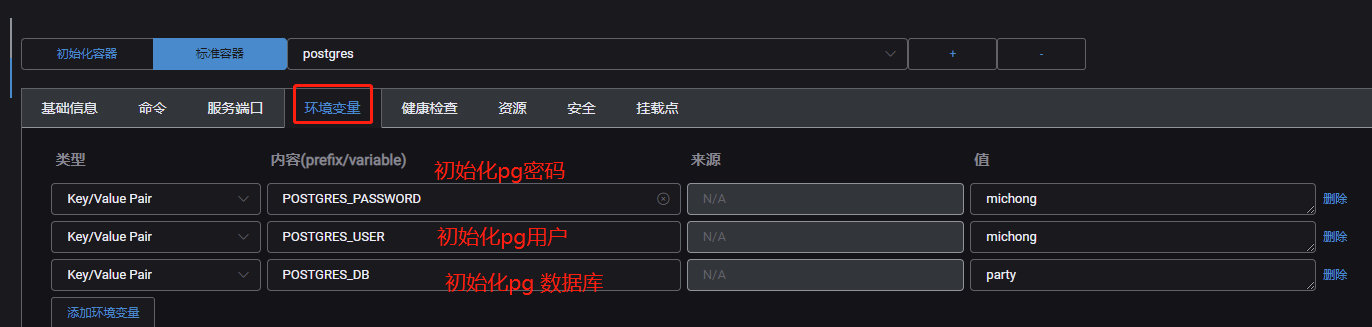 初始化容器 标准容器 postgres + -
基础信息 命令 服务端口 环境变量 健康检查 资源 安全 挂载点
类型 内容(prefix/variable) 来源 值
初始化pg密码
Key/Value Pair POSTGRES_PASSWORD N/A michong 删除
Key/Value Pair POSTGRES_USER 初始化pg用户 N/A michong 删除
Key/Value Pair POSTGRES_DB 初始化pg 数据库 N/A party 删除
添加环境变量